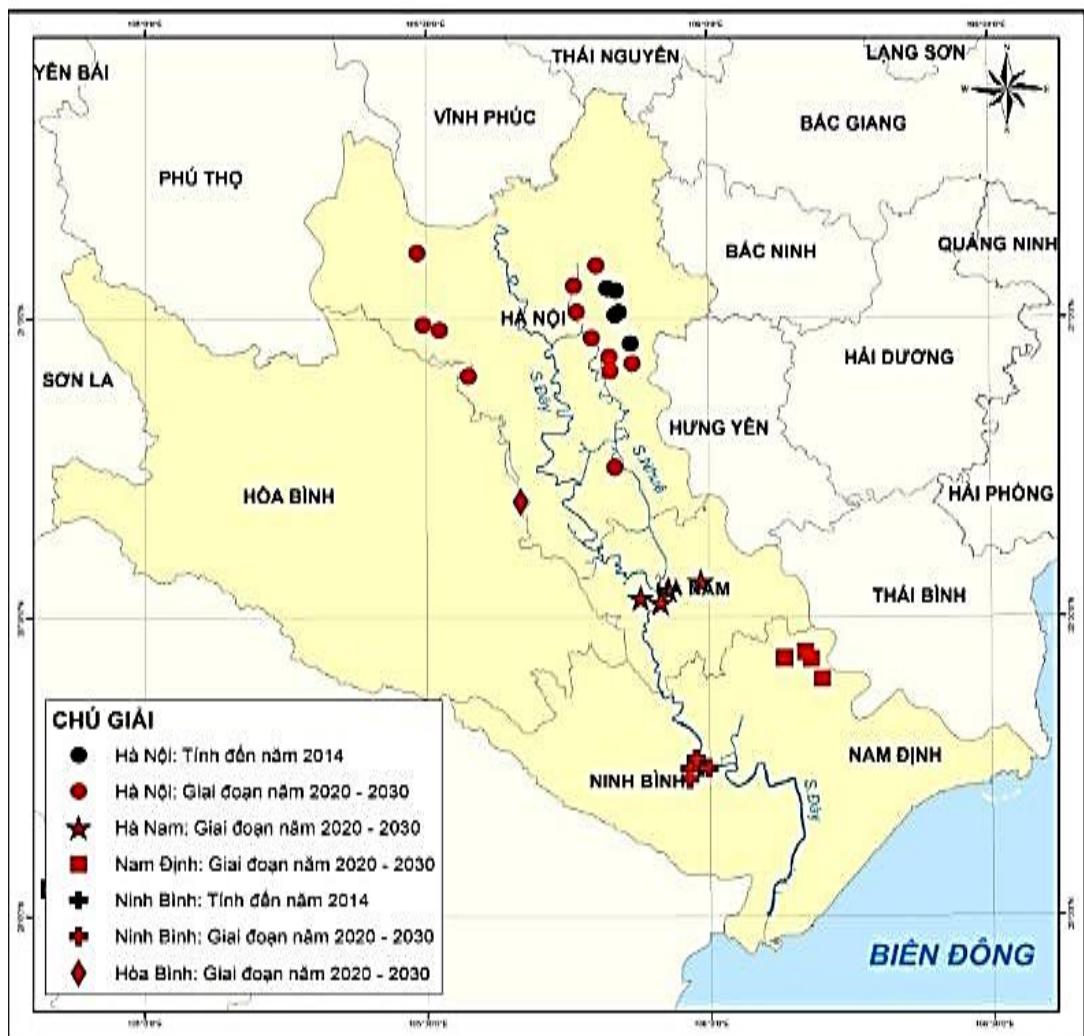 THÁI NGUYÊN
LẠNG SƠN
YÊN BÁI
VĨNH PHÚC
BẮC GIANG
PHÚ THỌ
BẮC NINH
QUẢNG NINH
HÀ NỘI
HẢI DƯƠNG
SƠN LA
S.Đáy
HƯNG YÊN
S.Nhuệ
HÒA BÌNH
HẢI PHÒNG
HÀ NAM
THÁI BÌNH
NAM ĐỊNH
NINH BÌNH
S.Đáy
BIỂN ĐÔNG
CHÚ GIẢI
Hà Nội: Tính đến năm 2014
Hà Nội: Giai đoạn năm 2020 - 2030
Hà Nam: Giai đoạn năm 2020 - 2030
Nam Định: Giai đoạn năm 2020 - 2030
Ninh Bình: Tính đến năm 2014
Ninh Bình: Giai đoạn năm 2020 - 2030
Hòa Bình: Giai đoạn năm 2020 - 2030